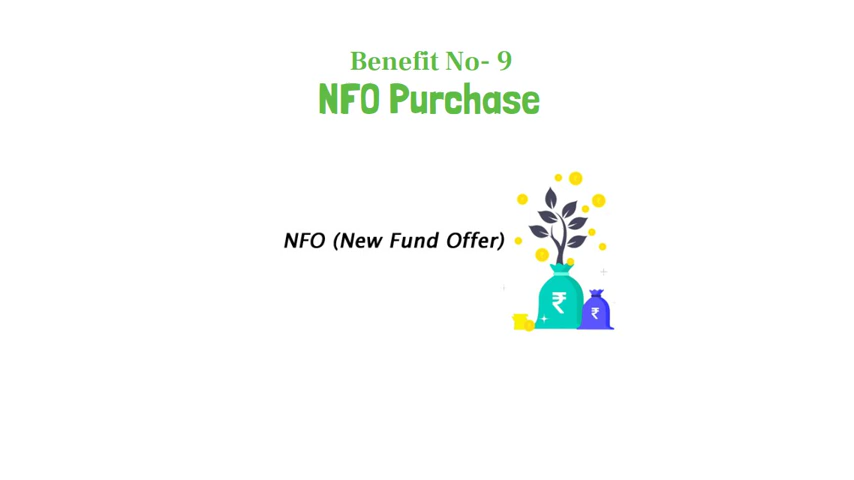 Benefit No- 9
NFO Purchase
NFO (New Fund Offer)
₹
₹